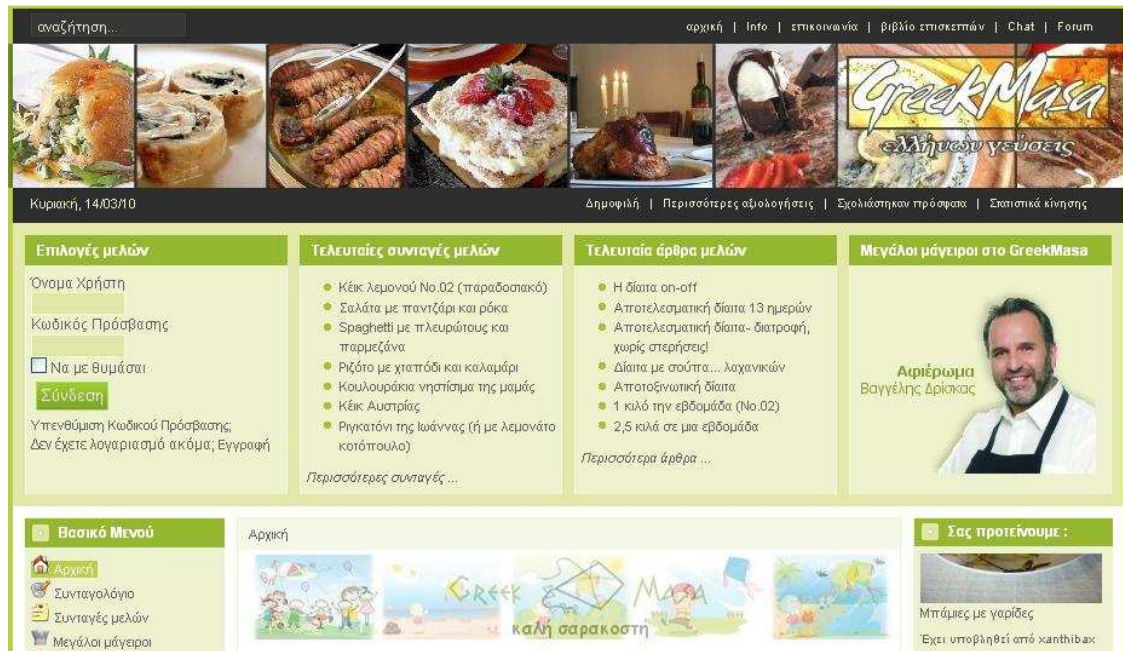 αναζήτηση...
αρχική | Info | επικοινωνία | βιβλίο επισκεπτών | Chat | Forum
GreekMasa
ελλήνων γεύσεις
Κυριακή, 14/03/10
Δημοφιλή | Περισσότερες αξιολογήσεις | Σχολιάστηκαν πρόσφατα | Στατιστικά κίνησης
Επιλογές μελών
Όνομα Χρήστη
Κωδικός Πρόσβασης
Να με θυμάσαι
Σύνδεση
Υπενθύμιση Κωδικού Πρόσβασης;
Δεν έχετε λογαριασμό ακόμα; Εγγραφή
Τελευταίες συνταγές μελών
Κέικ λεμονού No.02 (παραδοσιακό)
Σαλάτα με παντζάρι και ρόκα
Spaghetti με πλευρώτους και
παρμεζάνα
Ριζότο με χταπόδι και καλαμάρι
Κουλουράκια νηστίσιμα της μαμάς
Κέικ Αυστρίας
Ριγκατόνι της Ιωάννας (ή με λεμονάτο
κοτόπουλο)
Περισσότερες συνταγές ...
Τελευταία άρθρα μελών
Η δίαιτα on-off
Αποτελεσματική δίαιτα 13 ημερών
Αποτελεσματική δίαιτα- διατροφή,
χωρίς στερήσεις!
Δίαιτα με σούπα... λαχανικών
Αποτοξινωτική δίαιτα
1 κιλό την εβδομάδα (No.02)
2,5 κιλά σε μια εβδομάδα
Περισσότερα άρθρα ...
Μεγάλοι μάγειροι στο GreekMasa
Αφιέρωμα
Βαγγέλης Δρίσκας
Βασικό Μενού
Αρχική
Συνταγολόγιο
Συνταγές μελών
Μεγάλοι μάγειροι
Αρχική
GREEK MASA
καλη σαρακοστη
Σας προτείνουμε :
Μπάμιες με γαρίδες
Έχει υποβληθεί από xanthibax